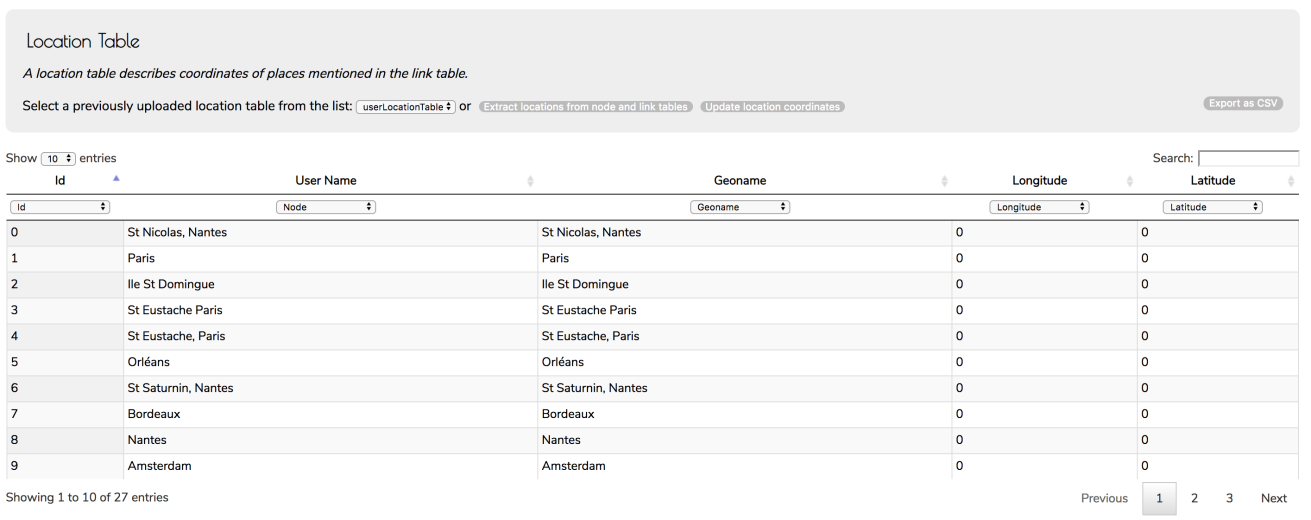 Location Table
A location table describes coordinates of places mentioned in the link table.
Select a previously uploaded location table from the list: userLocationTable or Extract locations from node and link tables Update location coordinates Export as CSV
Show 10 entries Search:
Id User Name Geoname Longitude Latitude
Id Node Geoname Longitude Latitude
0 St Nicolas, Nantes St Nicolas, Nantes 0 0
1 Paris Paris 0 0
2 Ile St Domingue Ile St Domingue 0 0
3 St Eustache Paris St Eustache Paris 0 0
4 St Eustache, Paris St Eustache, Paris 0 0
5 Orléans Orléans 0 0
6 St Saturnin, Nantes St Saturnin, Nantes 0 0
7 Bordeaux Bordeaux 0 0
8 Nantes Nantes 0 0
9 Amsterdam Amsterdam 0 0
Showing 1 to 10 of 27 entries Previous 1 2 3 Next